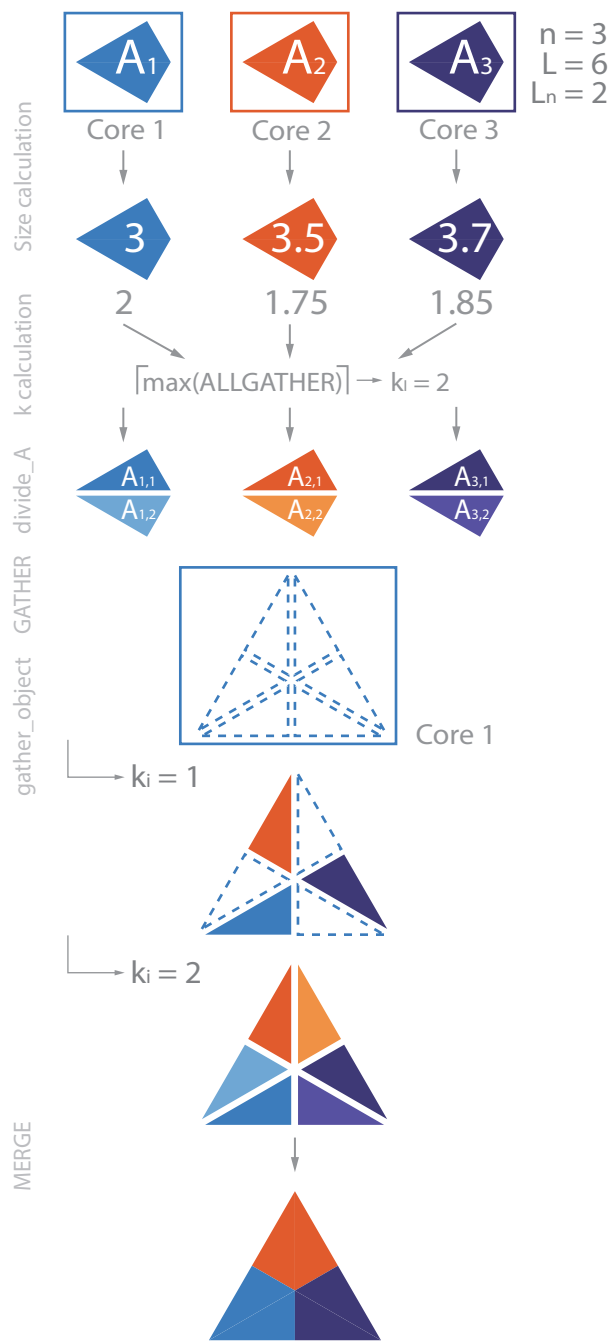 A1
A2
A3
n = 3
L = 6
Ln = 2
Core 1
Core 2
Core 3
Size calculation
3
3.5
3.7
2
1.75
1.85
k calculation
⌈max(ALLGATHER)⌉ → kl = 2
divide_A
A1,1
A2,1
A3,1
A1,2
A2,2
A3,2
GATHER
gather_object
Core 1
ki = 1
ki = 2
MERGE